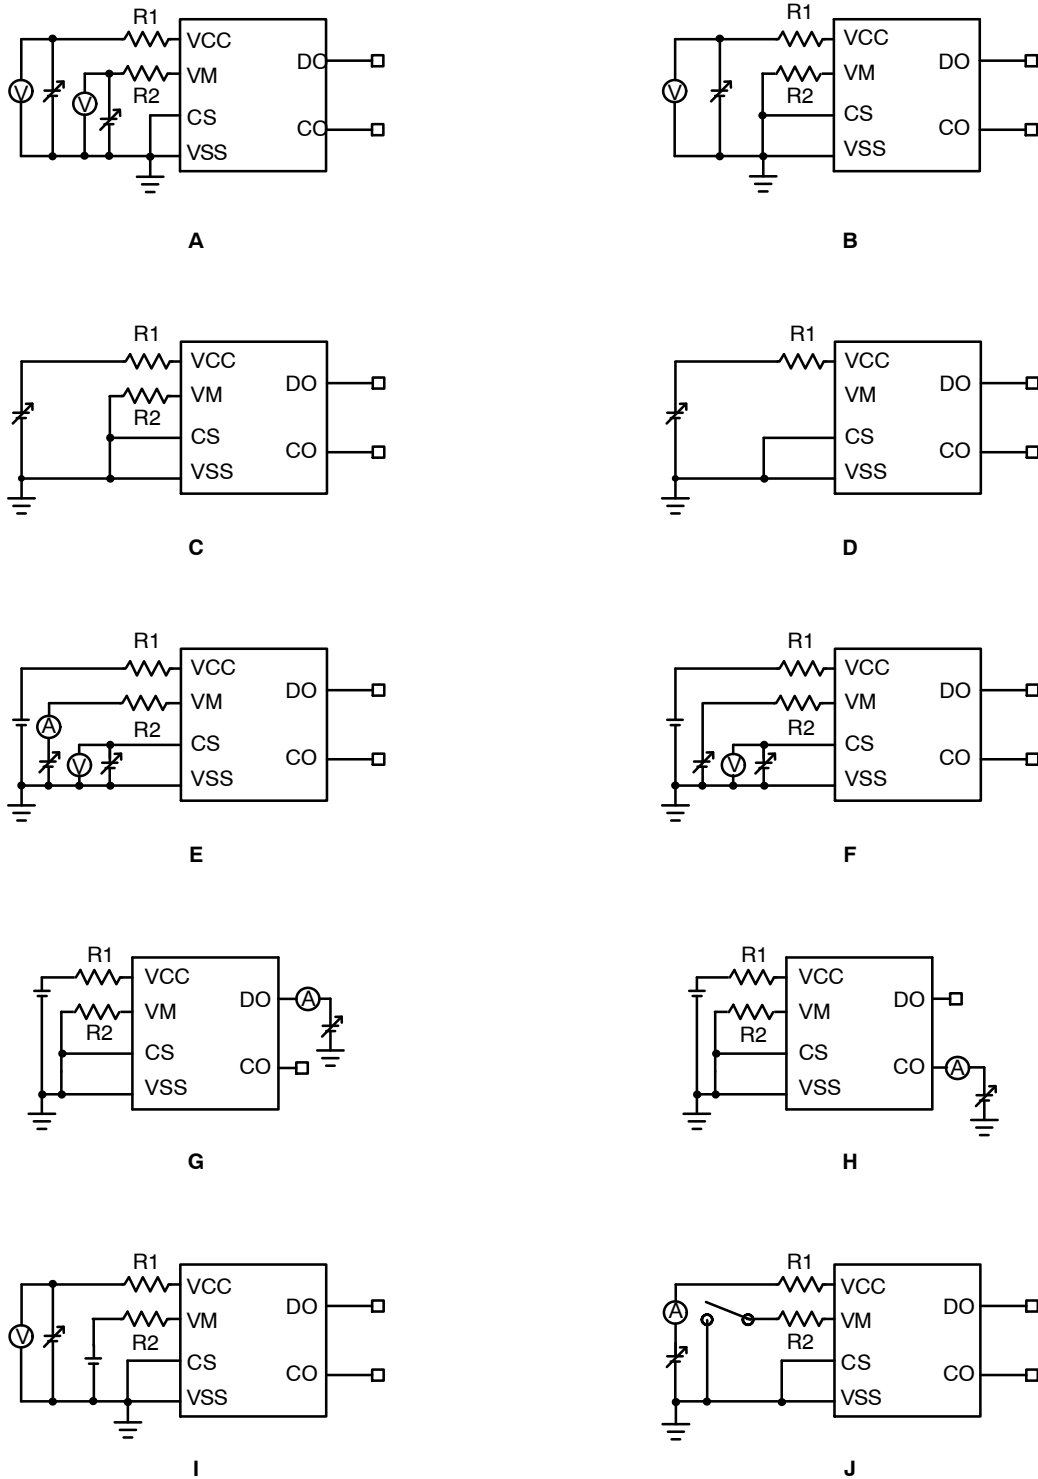 R1 R1
VCC VCC
DO DO
VM VM
V V V
R2 R2
CS CS
CO CO
VSS VSS
A B
R1 R1
VCC VCC
DO DO
VM VM
R2 R2
CS CS
CO CO
VSS VSS
C D
R1 R1
VCC VCC
DO DO
VM VM
A R2 R2
CS CS
V V
CO CO
VSS VSS
E F
R1 R1
VCC VCC
DO A DO
VM VM
R2 R2
CS CS
CO CO A
VSS VSS
G H
R1 R1
VCC VCC
DO A DO
VM VM
V R2 R2
CS CS
CO CO
VSS VSS
I J